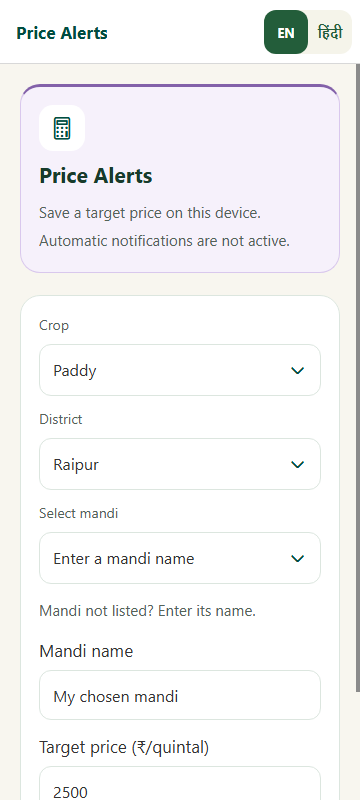 Price Alerts
EN
हिंदी
Price Alerts
Save a target price on this device.
Automatic notifications are not active.
Crop
Paddy
District
Raipur
Select mandi
Enter a mandi name
Mandi not listed? Enter its name.
Mandi name
My chosen mandi
Target price (₹/quintal)
2500